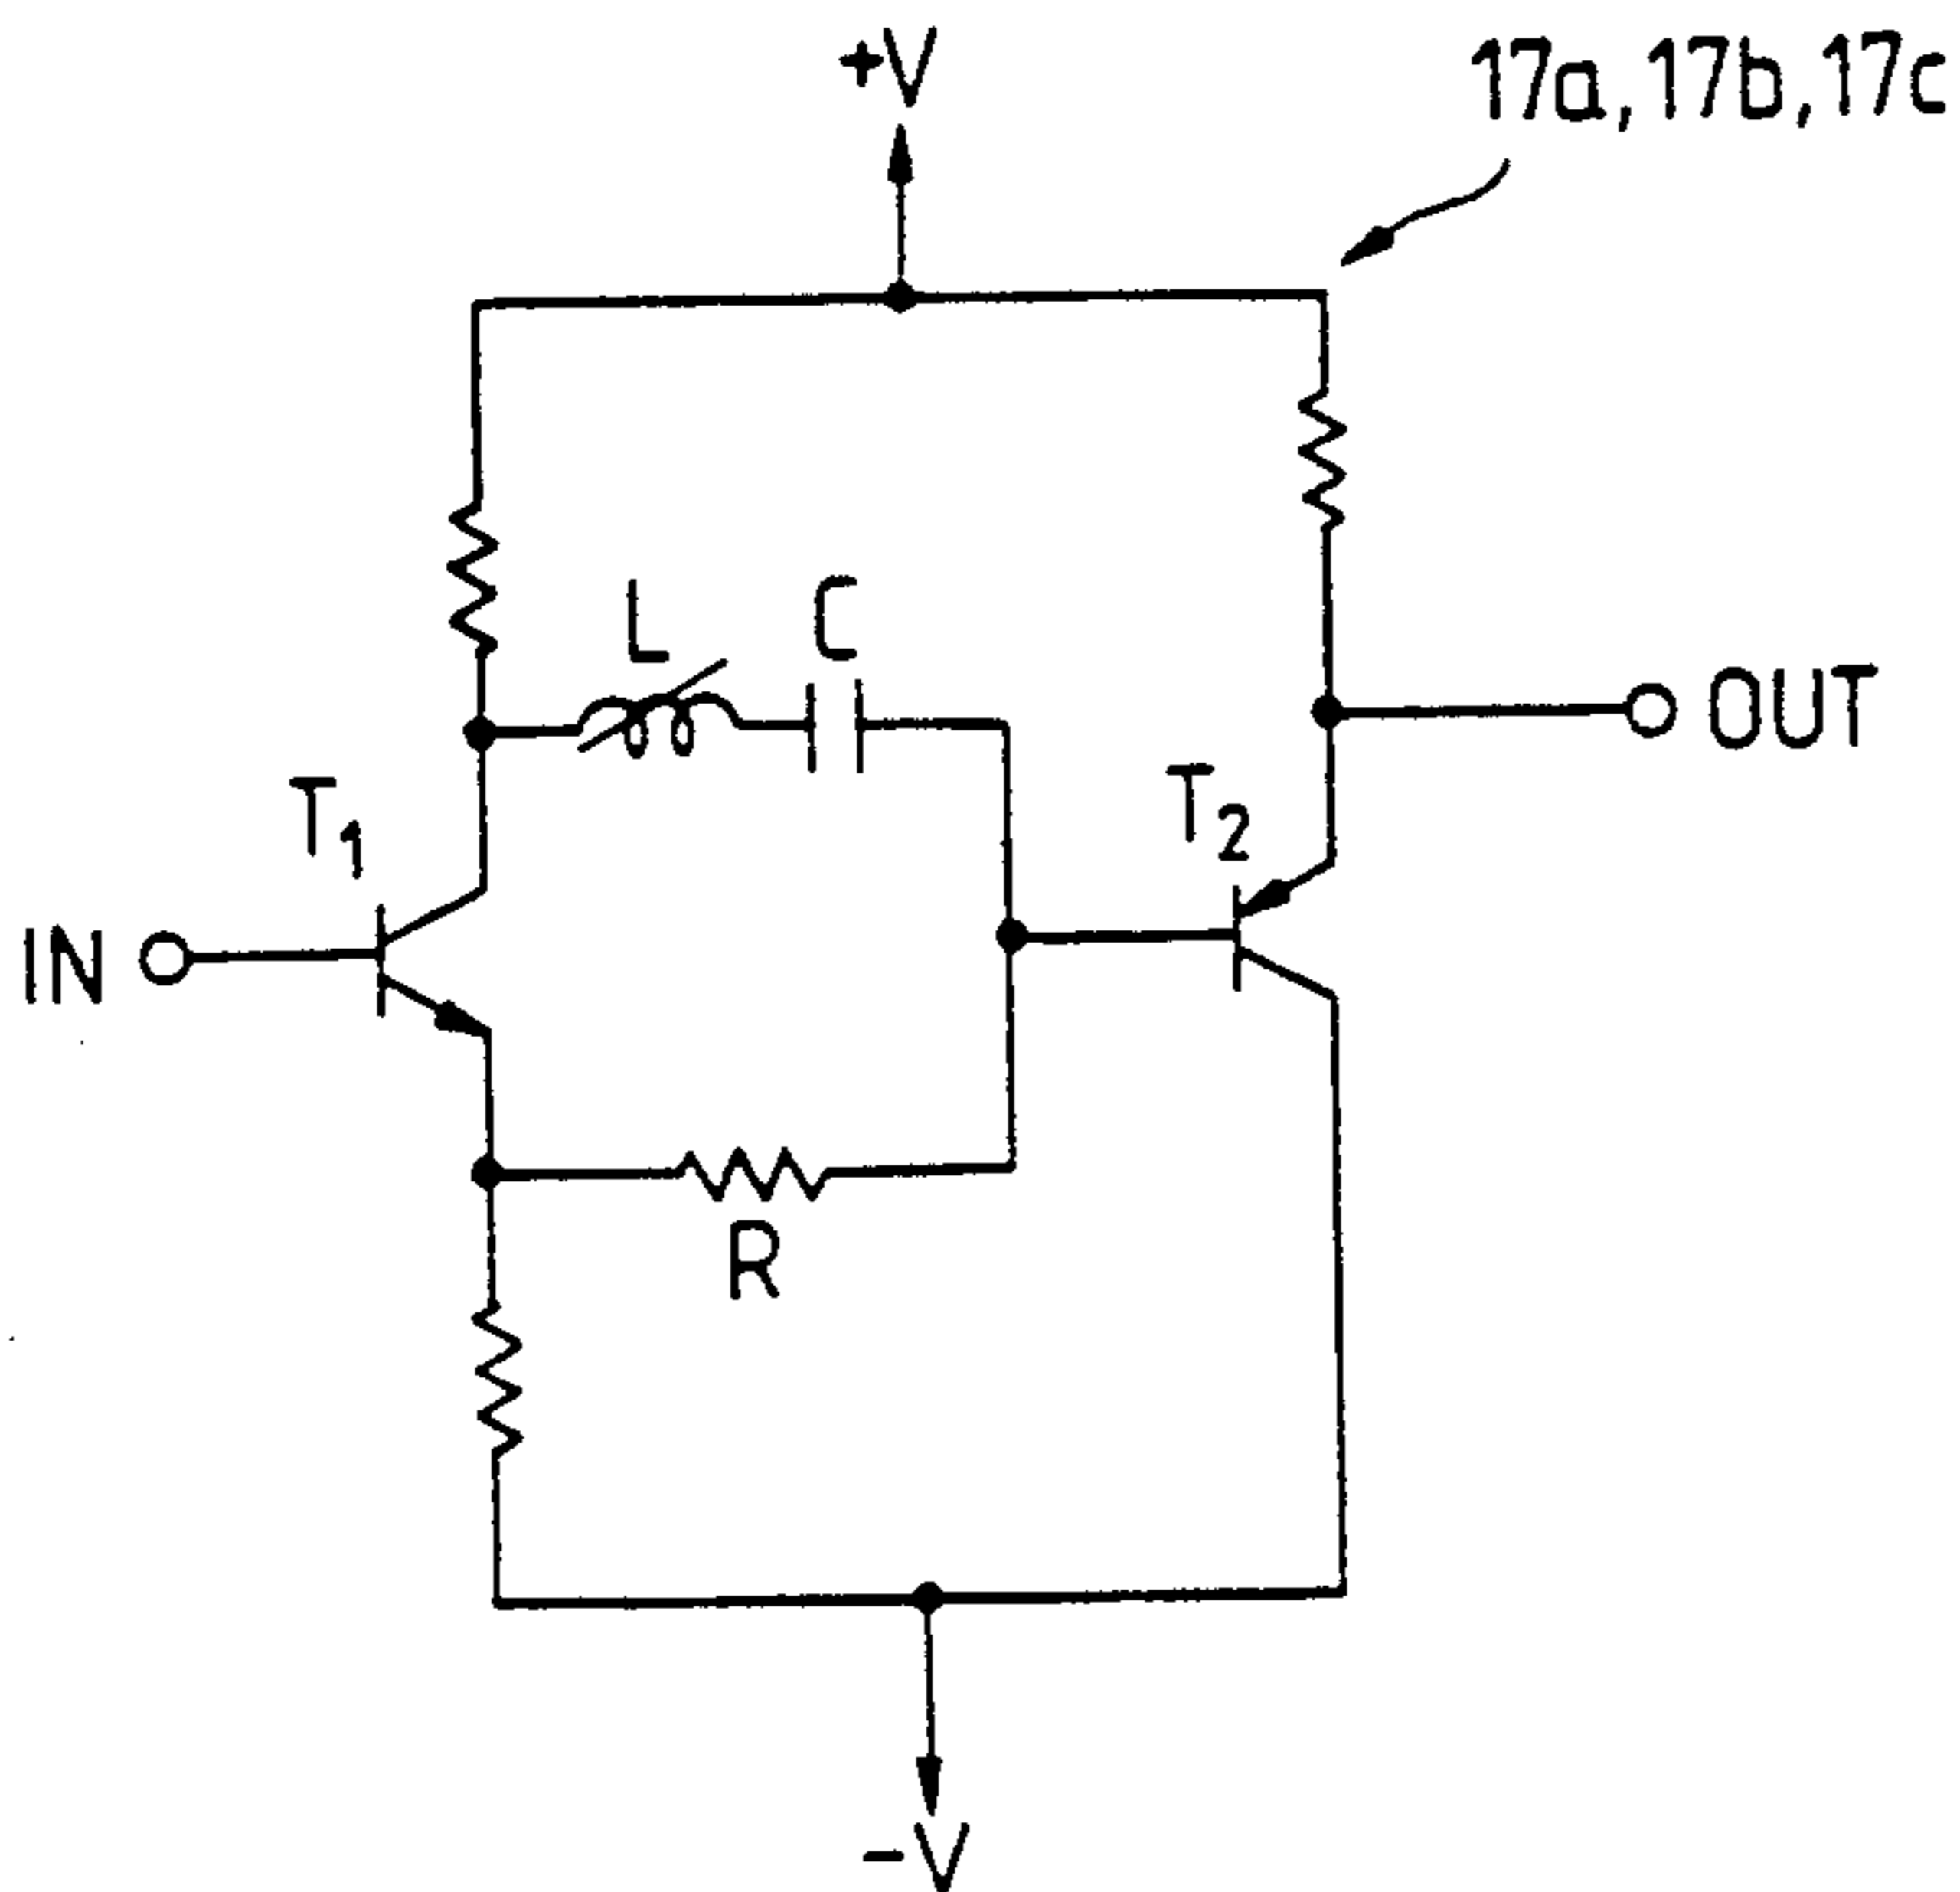 +V
17a, 17b, 17c
L
C
OUT
T1
T2
IN
R
-V